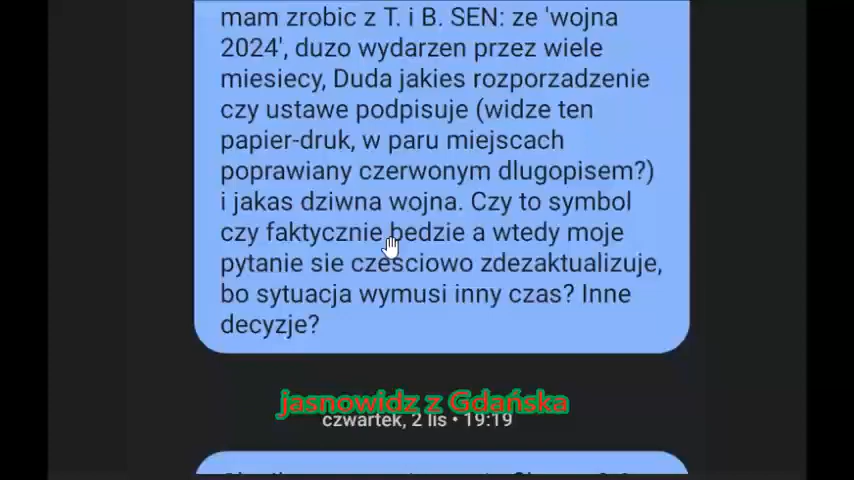 mam zrobic z T. i B. SEN: ze 'wojna
2024', duzo wydarzen przez wiele
miesiecy, Duda jakies rozporzadzenie
czy ustawe podpisuje (widze ten
papier-druk, w paru miejscach
poprawiany czerwonym dlugopisem?)
i jakas dziwna wojna. Czy to symbol
czy faktycznie bedzie a wtedy moje
pytanie sie czesciowo zdezaktualizuje,
bo sytuacja wymusi inny czas? Inne
decyzje?
jasnowidz z Gdańska
czwartek, 2 lis • 19:19